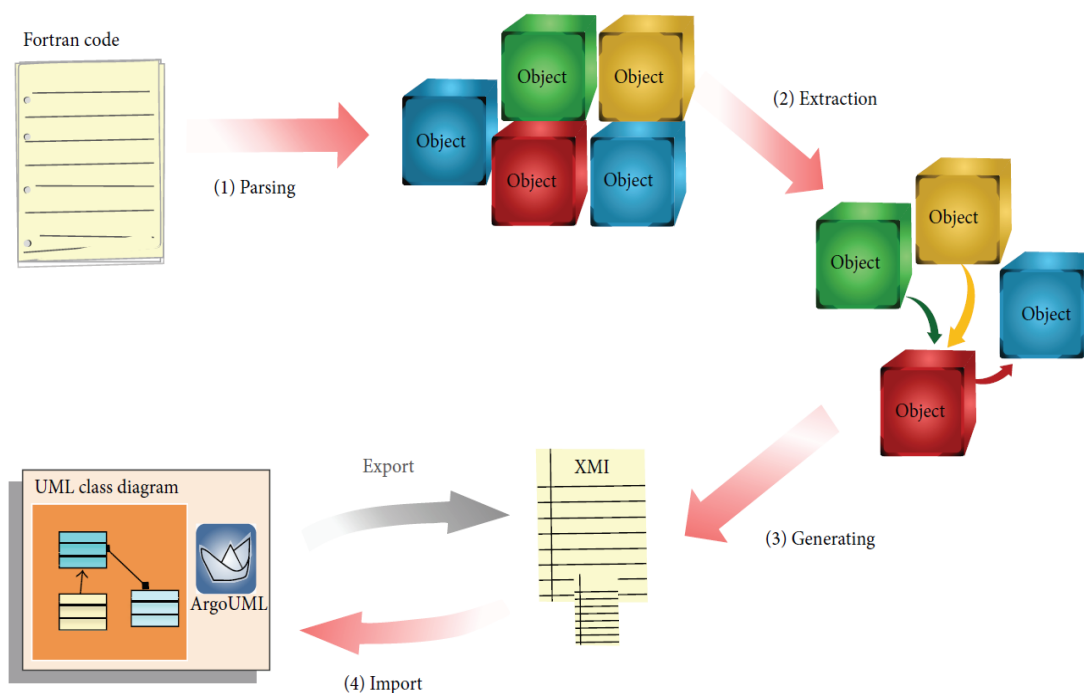 Fortran code
(1) Parsing
Object
Object
Object
Object
Object
(2) Extraction
Object
Object
Object
Object
(3) Generating
XMI
Export
UML class diagram
ArgoUML
(4) Import